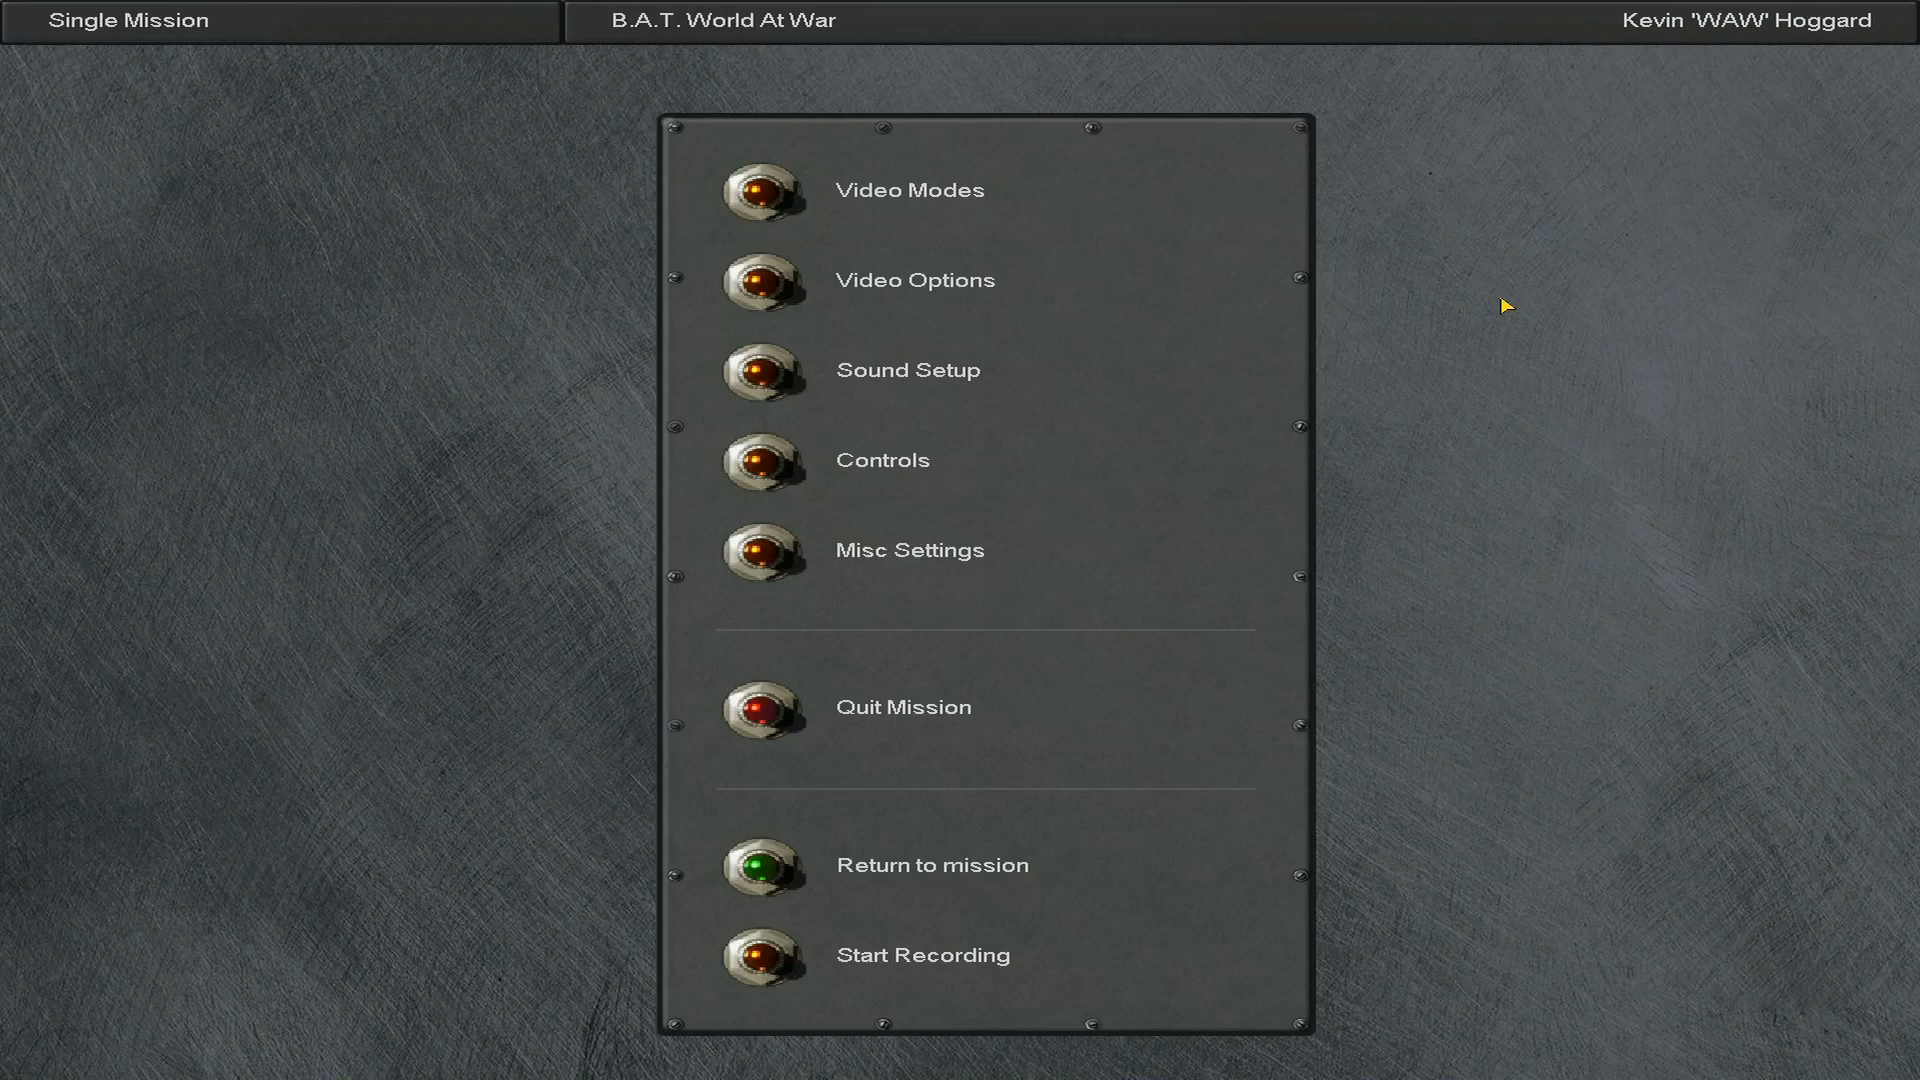 Single Mission
B.A.T. World At War
Kevin 'WAW' Hoggard
Video Modes
Video Options
Sound Setup
Controls
Misc Settings
Quit Mission
Return to mission
Start Recording